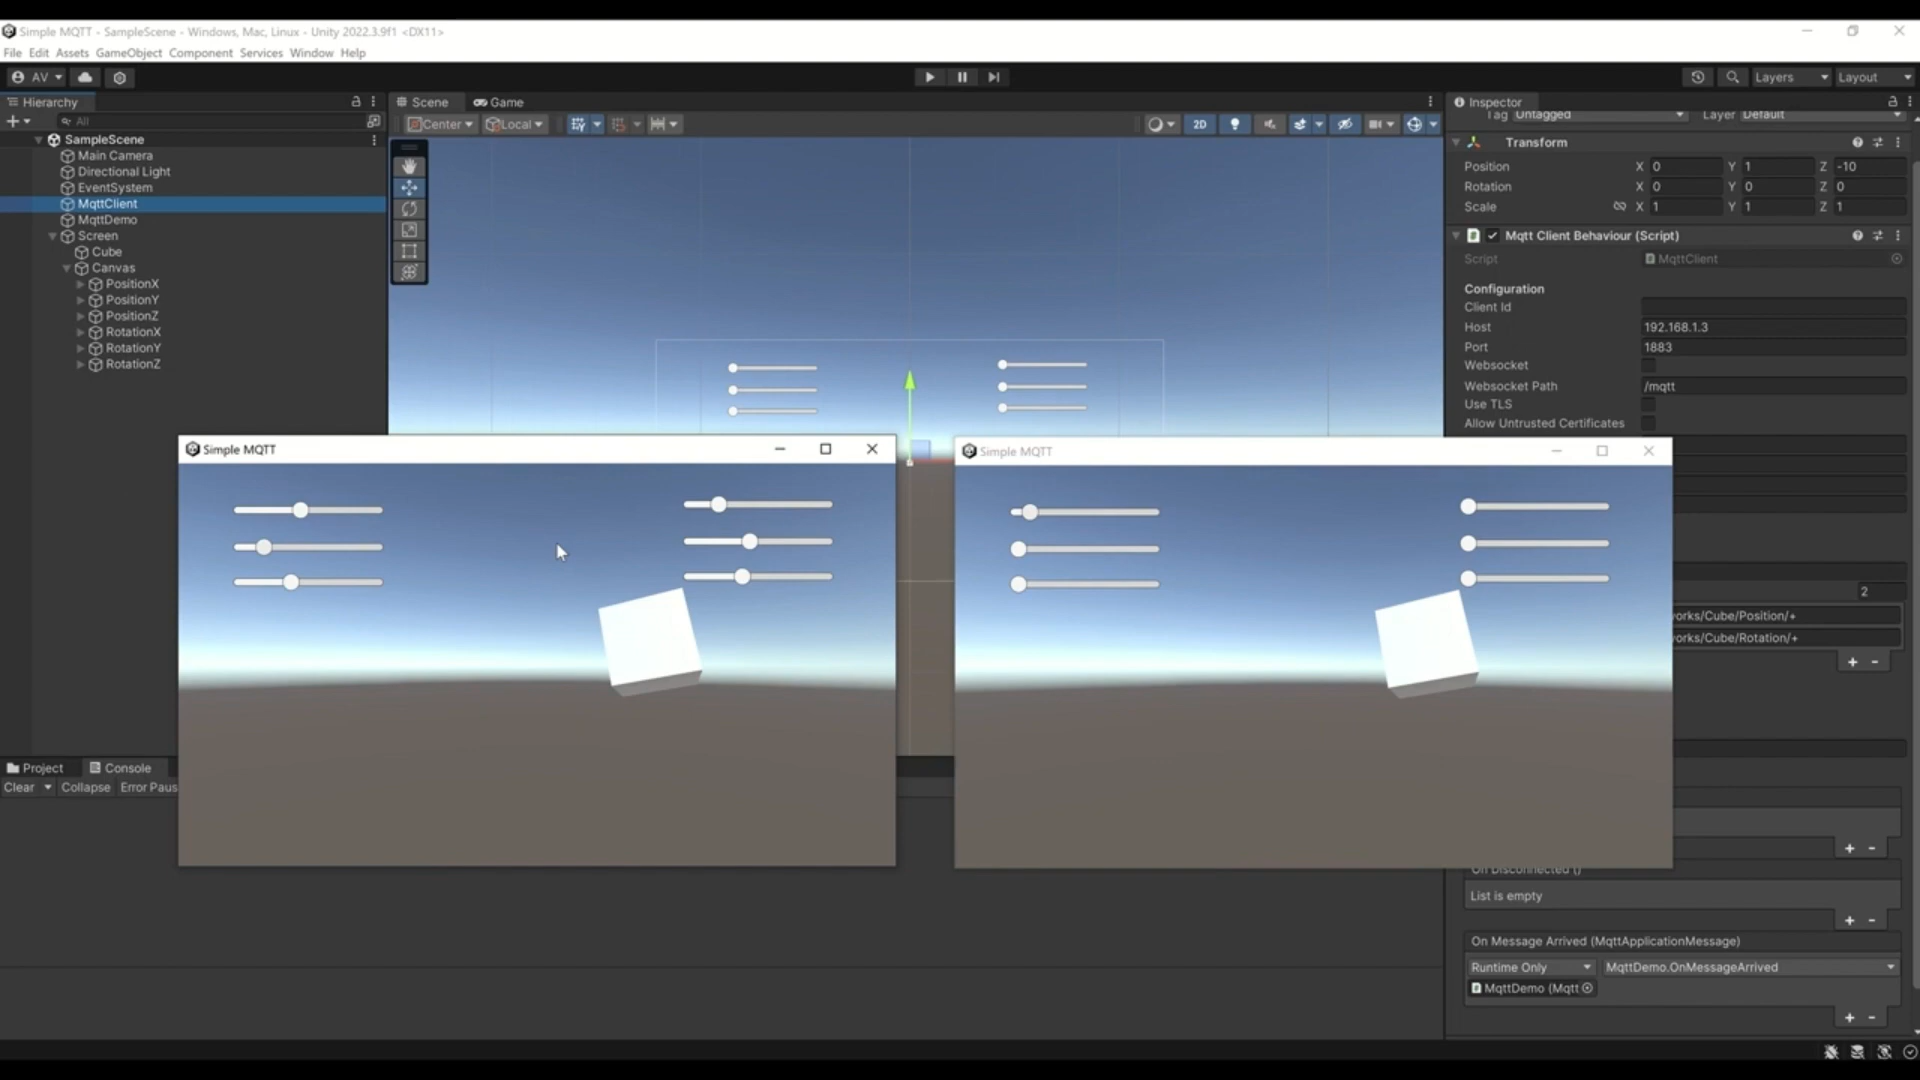 Simple MQTT - SampleScene - Windows, Mac, Linux - Unity 2022.3.9f1 <DX11>
File Edit Assets GameObject Component Services Window Help
AV Layers Layout
Hierarchy
All
SampleScene
Main Camera
Directional Light
EventSystem
MqttClient
MqttDemo
Screen
Cube
Canvas
PositionX
PositionY
PositionZ
RotationX
RotationY
RotationZ
Scene Game
Center Local 2D
Simple MQTT
Simple MQTT
Project Console
Clear Collapse Error Paus
Inspector
Tag Untagged Layer Default
Transform
Position X 0 Y 1 Z -10
Rotation X 0 Y 0 Z 0
Scale X 1 Y 1 Z 1
Mqtt Client Behaviour (Script)
Script MqttClient
Configuration
Client Id
Host 192.168.1.3
Port 1883
Websocket
Websocket Path /mqtt
Use TLS
Allow Untrusted Certificates
2
orks/Cube/Position/+
orks/Cube/Rotation/+
+ -
+ -
On Disconnected ()
List is empty
+ -
On Message Arrived (MqttApplicationMessage)
Runtime Only MqttDemo.OnMessageArrived
MqttDemo (Mqtt
+ -